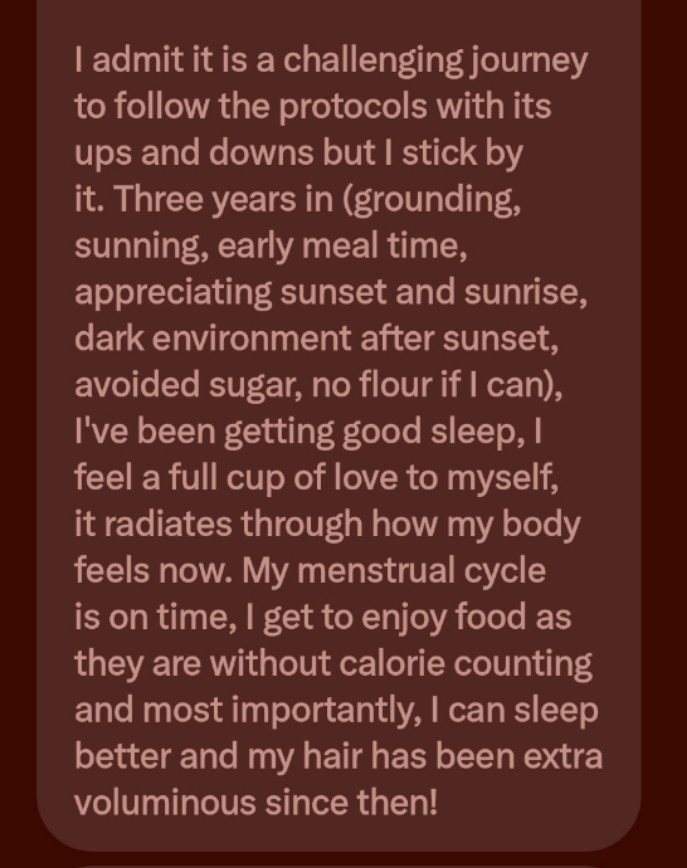 I admit it is a challenging journey
to follow the protocols with its
ups and downs but I stick by
it. Three years in (grounding,
sunning, early meal time,
appreciating sunset and sunrise,
dark environment after sunset,
avoided sugar, no flour if I can),
I've been getting good sleep, I
feel a full cup of love to myself,
it radiates through how my body
feels now. My menstrual cycle
is on time, I get to enjoy food as
they are without calorie counting
and most importantly, I can sleep
better and my hair has been extra
voluminous since then!